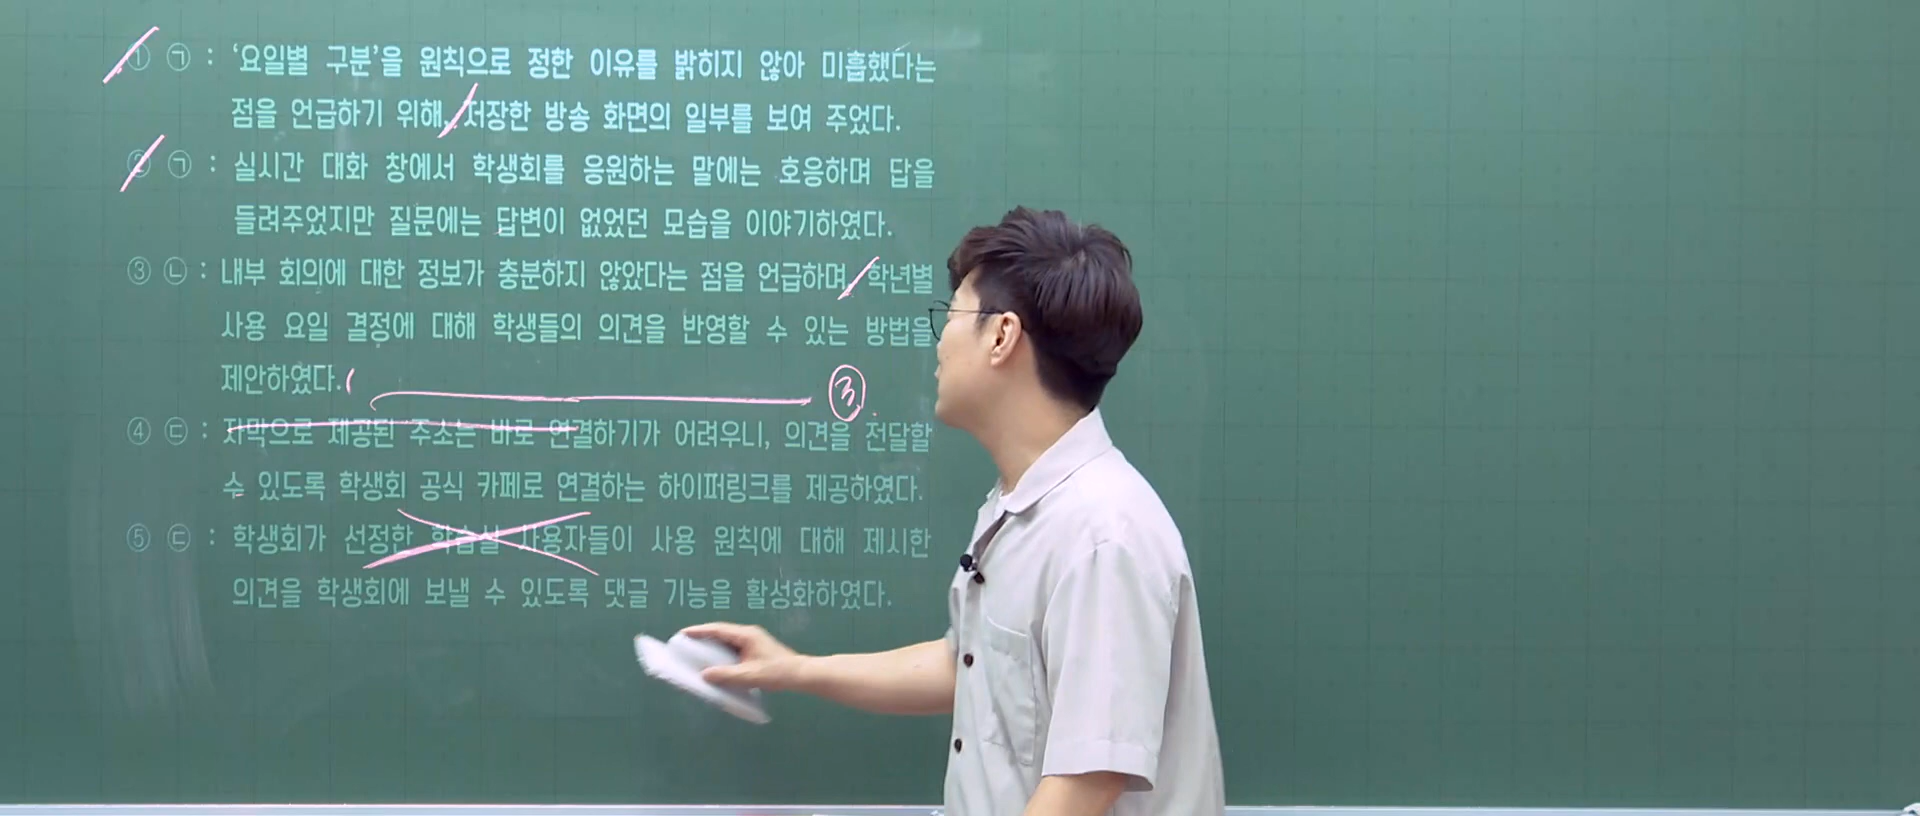 ① ㉠ : ‘요일별 구분’을 원칙으로 정한 이유를 밝히지 않아 미흡했다는
점을 언급하기 위해, 저장한 방송 화면의 일부를 보여 주었다.
② ㉠ : 실시간 대화 창에서 학생회를 응원하는 말에는 호응하며 답을
들려주었지만 질문에는 답변이 없었던 모습을 이야기하였다.
③ ㉡ : 내부 회의에 대한 정보가 충분하지 않았다는 점을 언급하며, 학년별
사용 요일 결정에 대해 학생들의 의견을 반영할 수 있는 방법을
제안하였다.
③
④ ㉢ : 자막으로 제공된 주소는 바로 연결하기가 어려우니, 의견을 전달할
수 있도록 학생회 공식 카페로 연결하는 하이퍼링크를 제공하였다.
⑤ ㉢ : 학생회가 선정한 학습실 사용자들이 사용 원칙에 대해 제시한
의견을 학생회에 보낼 수 있도록 댓글 기능을 활성화하였다.